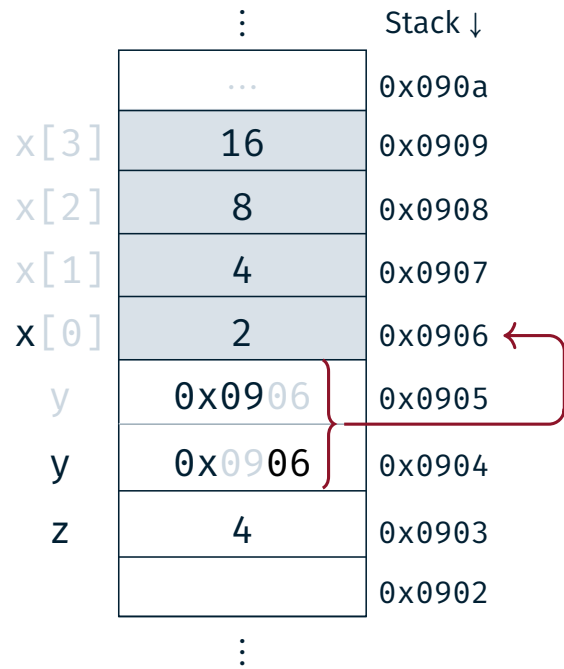 ⋮ Stack ↓
... 0x090a
x[3] 16 0x0909
x[2] 8 0x0908
x[1] 4 0x0907
x[0] 2 0x0906
y 0x0906 0x0905
y 0x0906 0x0904
z 4 0x0903
0x0902
⋮